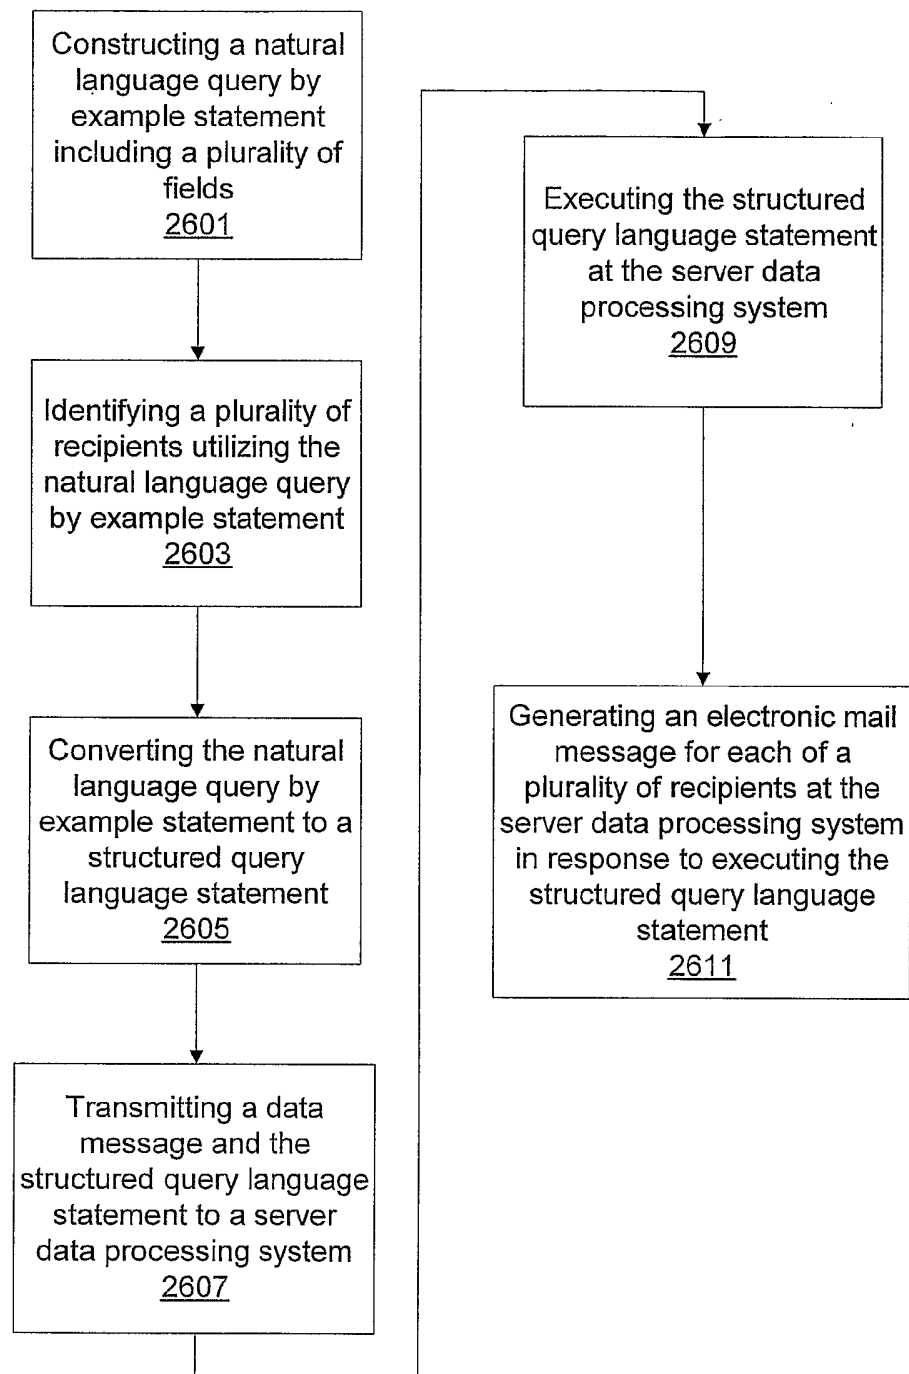 Constructing a natural
language query by
example statement
including a plurality of
fields
2601
Identifying a plurality of
recipients utilizing the
natural language query
by example statement
2603
Converting the natural
language query by
example statement to a
structured query
language statement
2605
Transmitting a data
message and the
structured query language
statement to a server
data processing system
2607
Executing the structured
query language statement
at the server data
processing system
2609
Generating an electronic mail
message for each of a
plurality of recipients at the
server data processing system
in response to executing the
structured query language
statement
2611